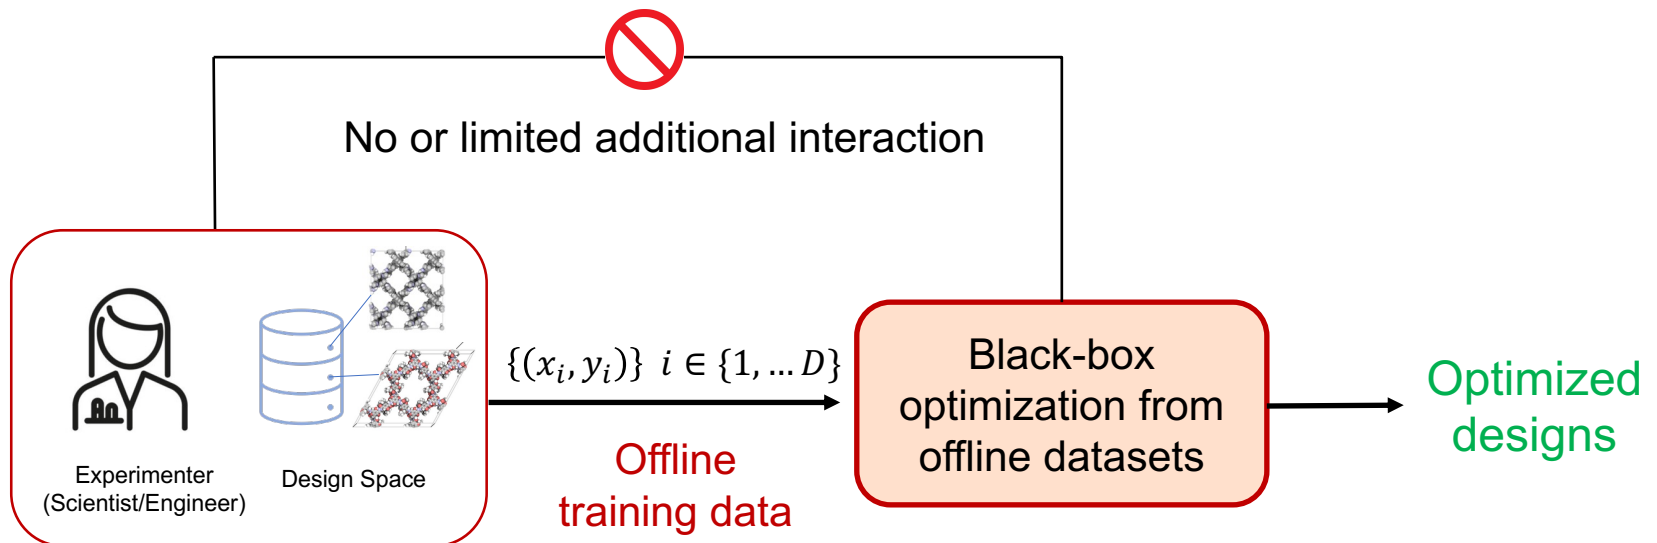 No or limited additional interaction
Experimenter
(Scientist/Engineer)
Design Space
{(x_i, y_i)} i ∈ {1, … D}
Offline
training data
Black-box
optimization from
offline datasets
Optimized
designs